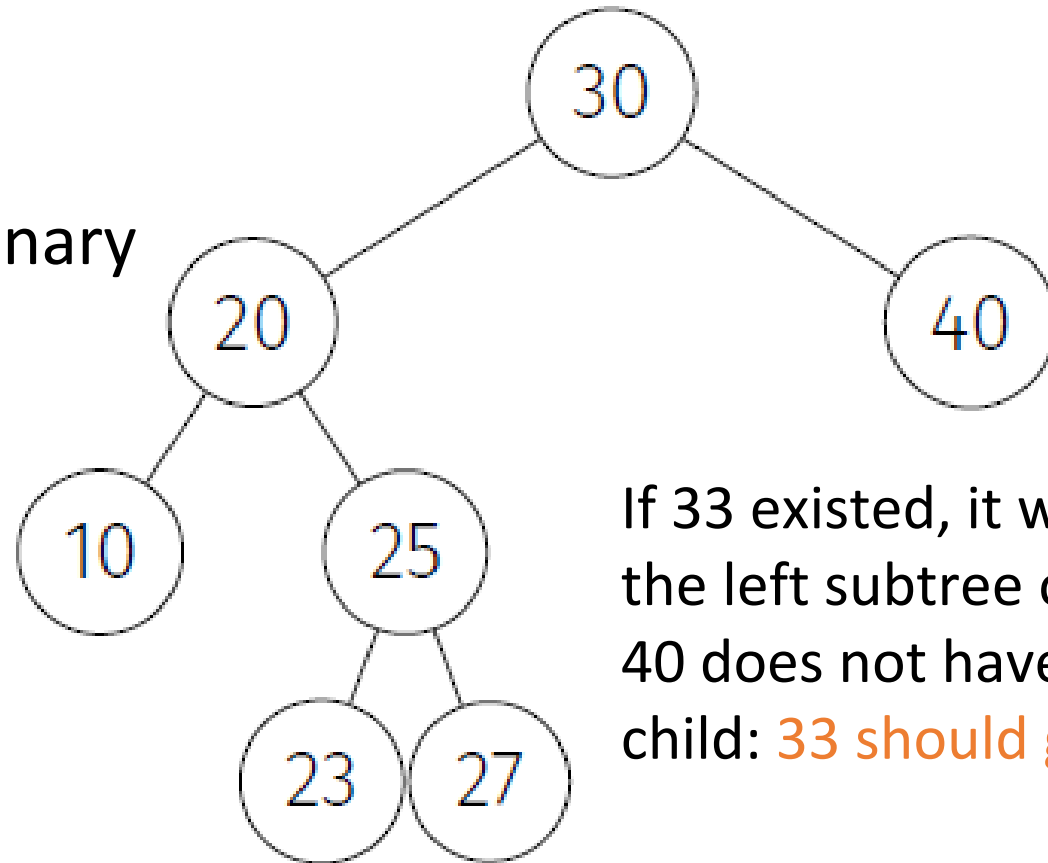 30
nary
20
40
10
25
If 33 existed, it w
the left subtree
40 does not have
child: 33 should
23
27